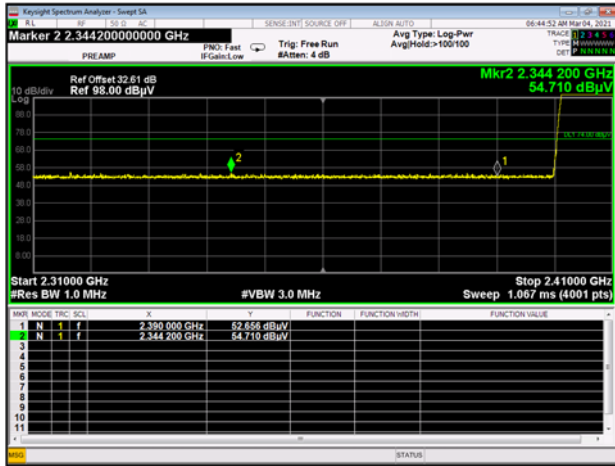 Keysight Spectrum Analyzer - Swept SA
RL RF 50 Ω AC SENSE:INT SOURCE OFF ALIGN AUTO 06:44:52 AM Mar 04, 2021
Marker 2 2.344200000000 GHz
PREAMP
PNO: Fast
IFGain:Low
Trig: Free Run
#Atten: 4 dB
Avg Type: Log-Pwr
Avg|Hold:>100/100
TRACE 1 2 3 4 5 6
TYPE M W W W W W
DET P N N N N N
Mkr2 2.344 200 GHz
54.710 dBµV
Ref Offset 32.61 dB
10 dB/div Ref 98.00 dBµV
Log
88.0
78.0
DL1 74.00 dBµV
68.0
58.0
2
1
48.0
38.0
28.0
18.0
8.00
Start 2.31000 GHz Stop 2.41000 GHz
#Res BW 1.0 MHz #VBW 3.0 MHz Sweep 1.067 ms (4001 pts)
MKR MODE TRC SCL X Y FUNCTION FUNCTION WIDTH FUNCTION VALUE
1 N 1 f 2.390 000 GHz 52.656 dBµV
2 N 1 f 2.344 200 GHz 54.710 dBµV
3
4
5
6
7
8
9
10
11
MSG STATUS